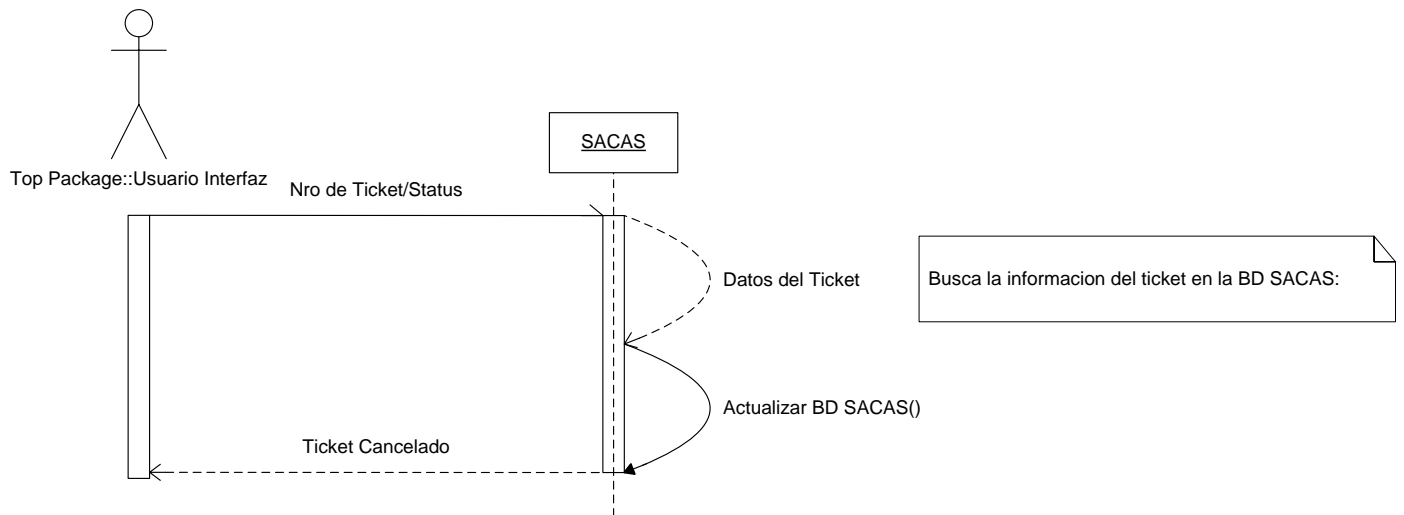 SACAS
Top Package::Usuario Interfaz
Nro de Ticket/Status
Datos del Ticket
Busca la informacion del ticket en la BD SACAS:
Actualizar BD SACAS()
Ticket Cancelado